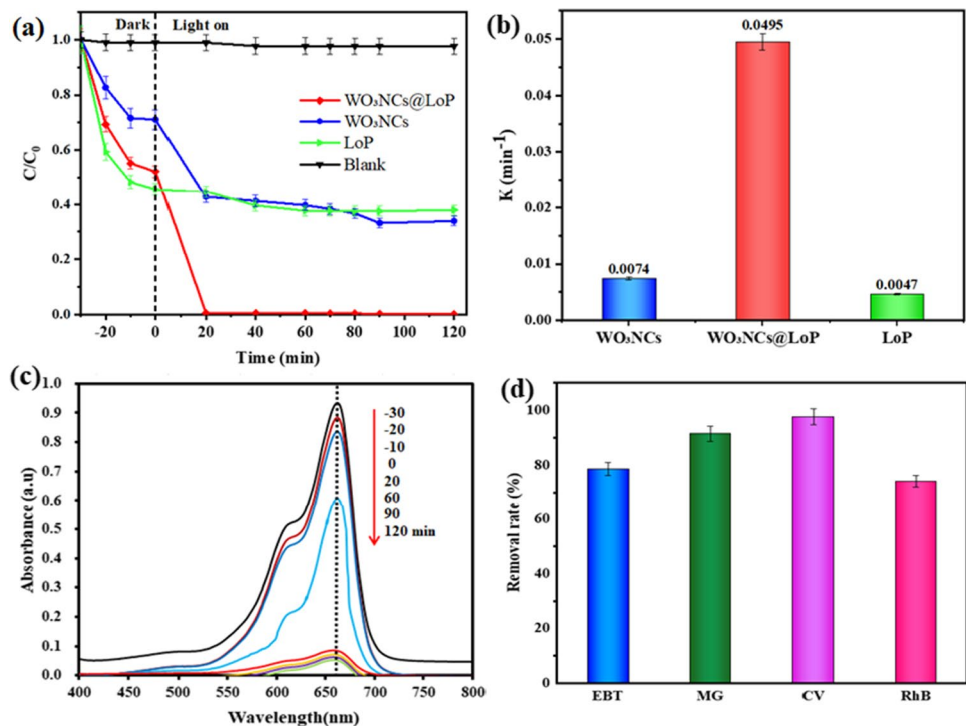 (a)
Dark
Light on
1.0
0.8
0.6
0.4
0.2
0.0
C/C₀
WO₃NCs@LoP
WO₃NCs
LoP
Blank
-20
0
20
40
60
80
100
120
Time (min)
(b)
0.05
0.04
0.03
0.02
0.01
0.00
K (min⁻¹)
0.0074
0.0495
0.0047
WO₃NCs
WO₃NCs@LoP
LoP
(c)
1.0
0.9
0.8
0.7
0.6
0.5
0.4
0.3
0.2
0.1
0.0
Absorbance (a.u)
-30
-20
-10
0
20
60
90
120 min
400
450
500
550
600
650
700
750
800
Wavelength(nm)
(d)
100
80
60
40
20
0
Removal rate (%)
EBT
MG
CV
RhB